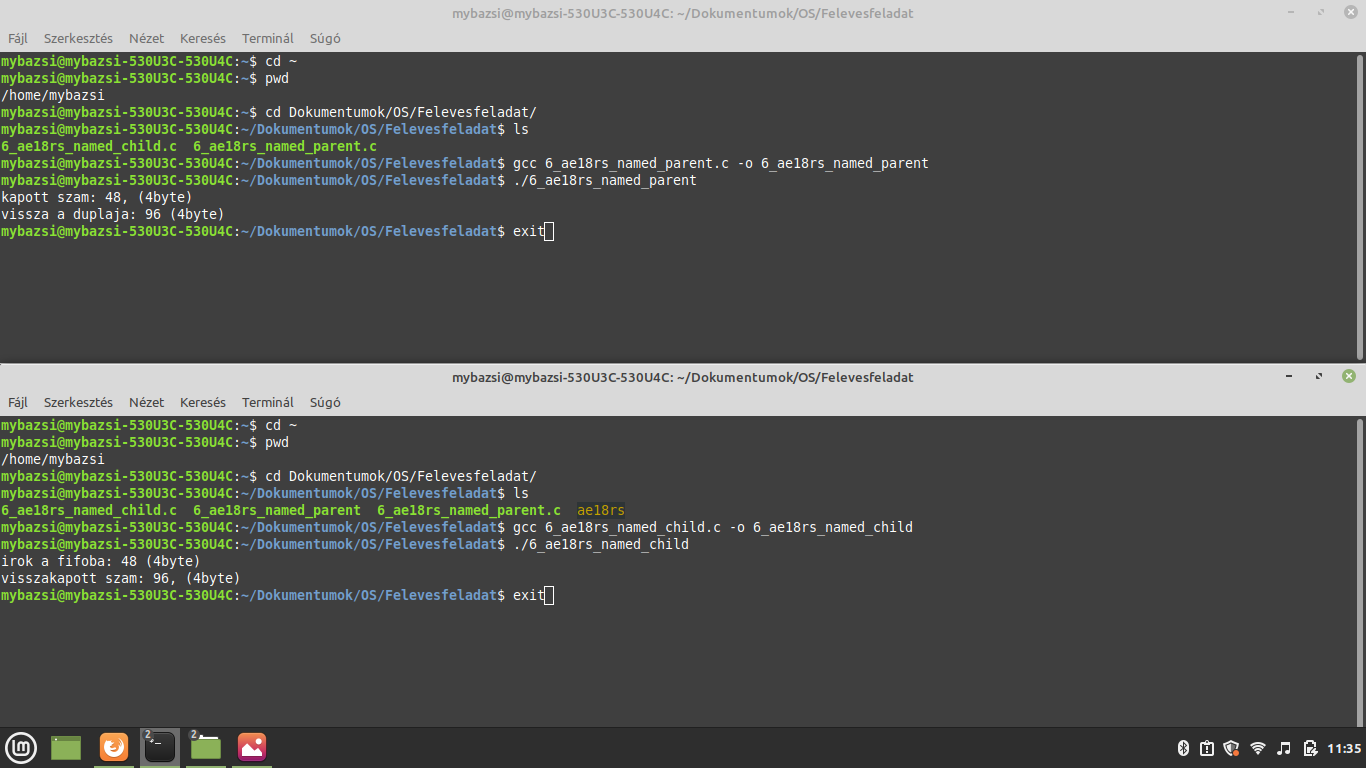 mybazsi@mybazsi-530U3C-530U4C: ~/Dokumentumok/OS/Felevesfeladat
Fájl Szerkesztés Nézet Keresés Terminál Súgó
mybazsi@mybazsi-530U3C-530U4C:~$ cd ~
mybazsi@mybazsi-530U3C-530U4C:~$ pwd
/home/mybazsi
mybazsi@mybazsi-530U3C-530U4C:~$ cd Dokumentumok/OS/Felevesfeladat/
mybazsi@mybazsi-530U3C-530U4C:~/Dokumentumok/OS/Felevesfeladat$ ls
6_ae18rs_named_child.c 6_ae18rs_named_parent.c
mybazsi@mybazsi-530U3C-530U4C:~/Dokumentumok/OS/Felevesfeladat$ gcc 6_ae18rs_named_parent.c -o 6_ae18rs_named_parent
mybazsi@mybazsi-530U3C-530U4C:~/Dokumentumok/OS/Felevesfeladat$ ./6_ae18rs_named_parent
kapott szam: 48, (4byte)
vissza a duplaja: 96 (4byte)
mybazsi@mybazsi-530U3C-530U4C:~/Dokumentumok/OS/Felevesfeladat$ exit
mybazsi@mybazsi-530U3C-530U4C: ~/Dokumentumok/OS/Felevesfeladat
Fájl Szerkesztés Nézet Keresés Terminál Súgó
mybazsi@mybazsi-530U3C-530U4C:~$ cd ~
mybazsi@mybazsi-530U3C-530U4C:~$ pwd
/home/mybazsi
mybazsi@mybazsi-530U3C-530U4C:~$ cd Dokumentumok/OS/Felevesfeladat/
mybazsi@mybazsi-530U3C-530U4C:~/Dokumentumok/OS/Felevesfeladat$ ls
6_ae18rs_named_child.c 6_ae18rs_named_parent 6_ae18rs_named_parent.c ae18rs
mybazsi@mybazsi-530U3C-530U4C:~/Dokumentumok/OS/Felevesfeladat$ gcc 6_ae18rs_named_child.c -o 6_ae18rs_named_child
mybazsi@mybazsi-530U3C-530U4C:~/Dokumentumok/OS/Felevesfeladat$ ./6_ae18rs_named_child
irok a fifoba: 48 (4byte)
visszakapott szam: 96, (4byte)
mybazsi@mybazsi-530U3C-530U4C:~/Dokumentumok/OS/Felevesfeladat$ exit
2 2 11:35